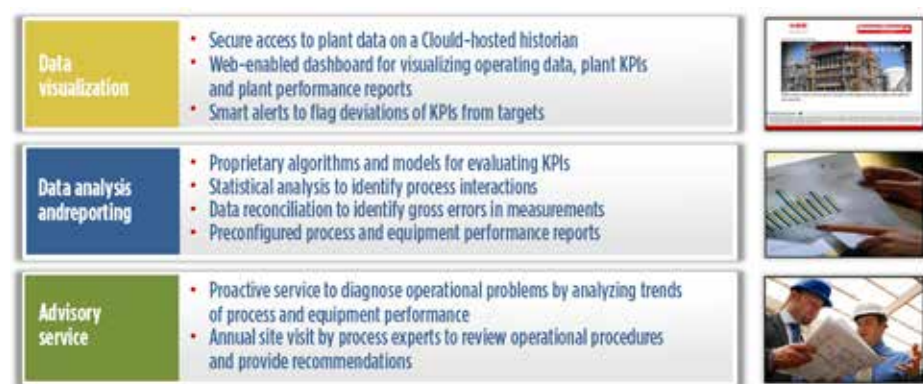 Data
visualization
• Secure access to plant data on a Clould-hosted historian
• Web-enabled dashboard for visualizing operating data, plant KPIs
and plant performance reports
• Smart alerts to flag deviations of KPIs from targets
Data analysis
andreporting
• Proprietary algorithms and models for evaluating KPIs
• Statistical analysis to identify process interactions
• Data reconciliation to identify gross errors in measurements
• Preconfigured process and equipment performance reports
Advisory
service
• Proactive service to diagnose operational problems by analyzing trends
of process and equipment performance
• Annual site visit by process experts to review operational procedures
and provide recommendations